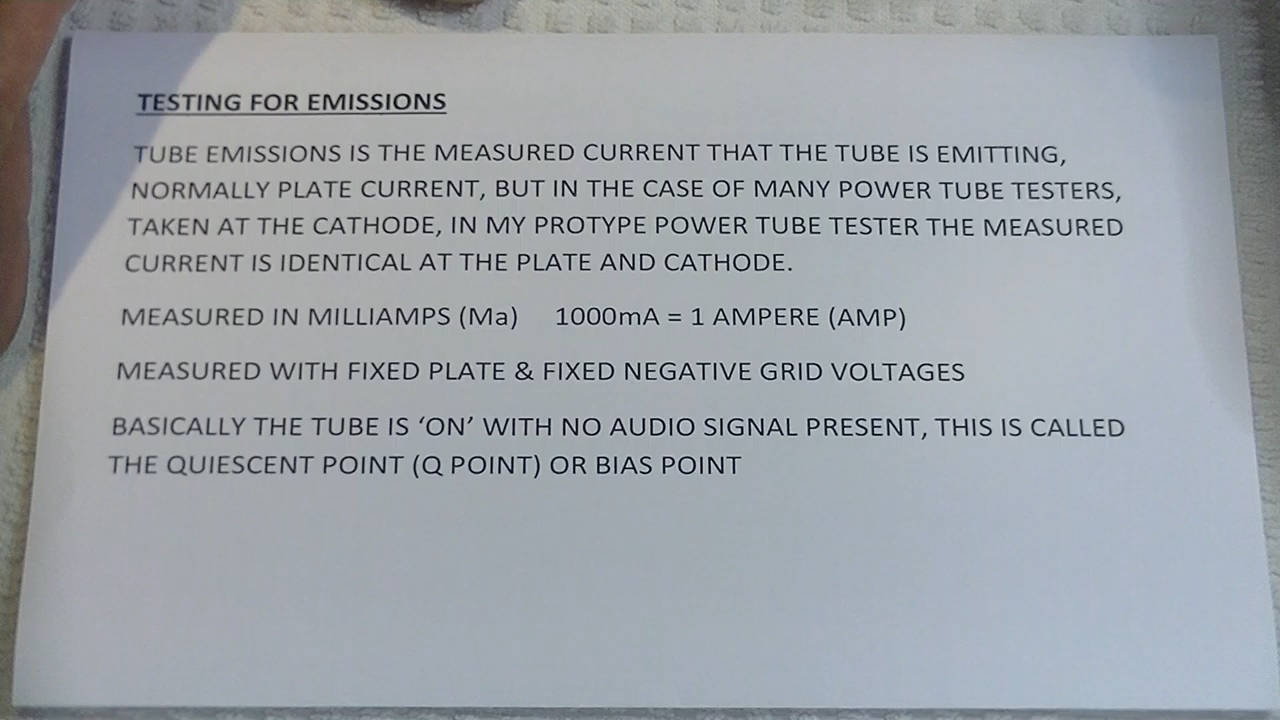 TESTING FOR EMISSIONS
TUBE EMISSIONS IS THE MEASURED CURRENT THAT THE TUBE IS EMITTING,
NORMALLY PLATE CURRENT, BUT IN THE CASE OF MANY POWER TUBE TESTERS,
TAKEN AT THE CATHODE, IN MY PROTYPE POWER TUBE TESTER THE MEASURED
CURRENT IS IDENTICAL AT THE PLATE AND CATHODE.
MEASURED IN MILLIAMPS (Ma) 1000mA = 1 AMPERE (AMP)
MEASURED WITH FIXED PLATE & FIXED NEGATIVE GRID VOLTAGES
BASICALLY THE TUBE IS ‘ON’ WITH NO AUDIO SIGNAL PRESENT, THIS IS CALLED
THE QUIESCENT POINT (Q POINT) OR BIAS POINT